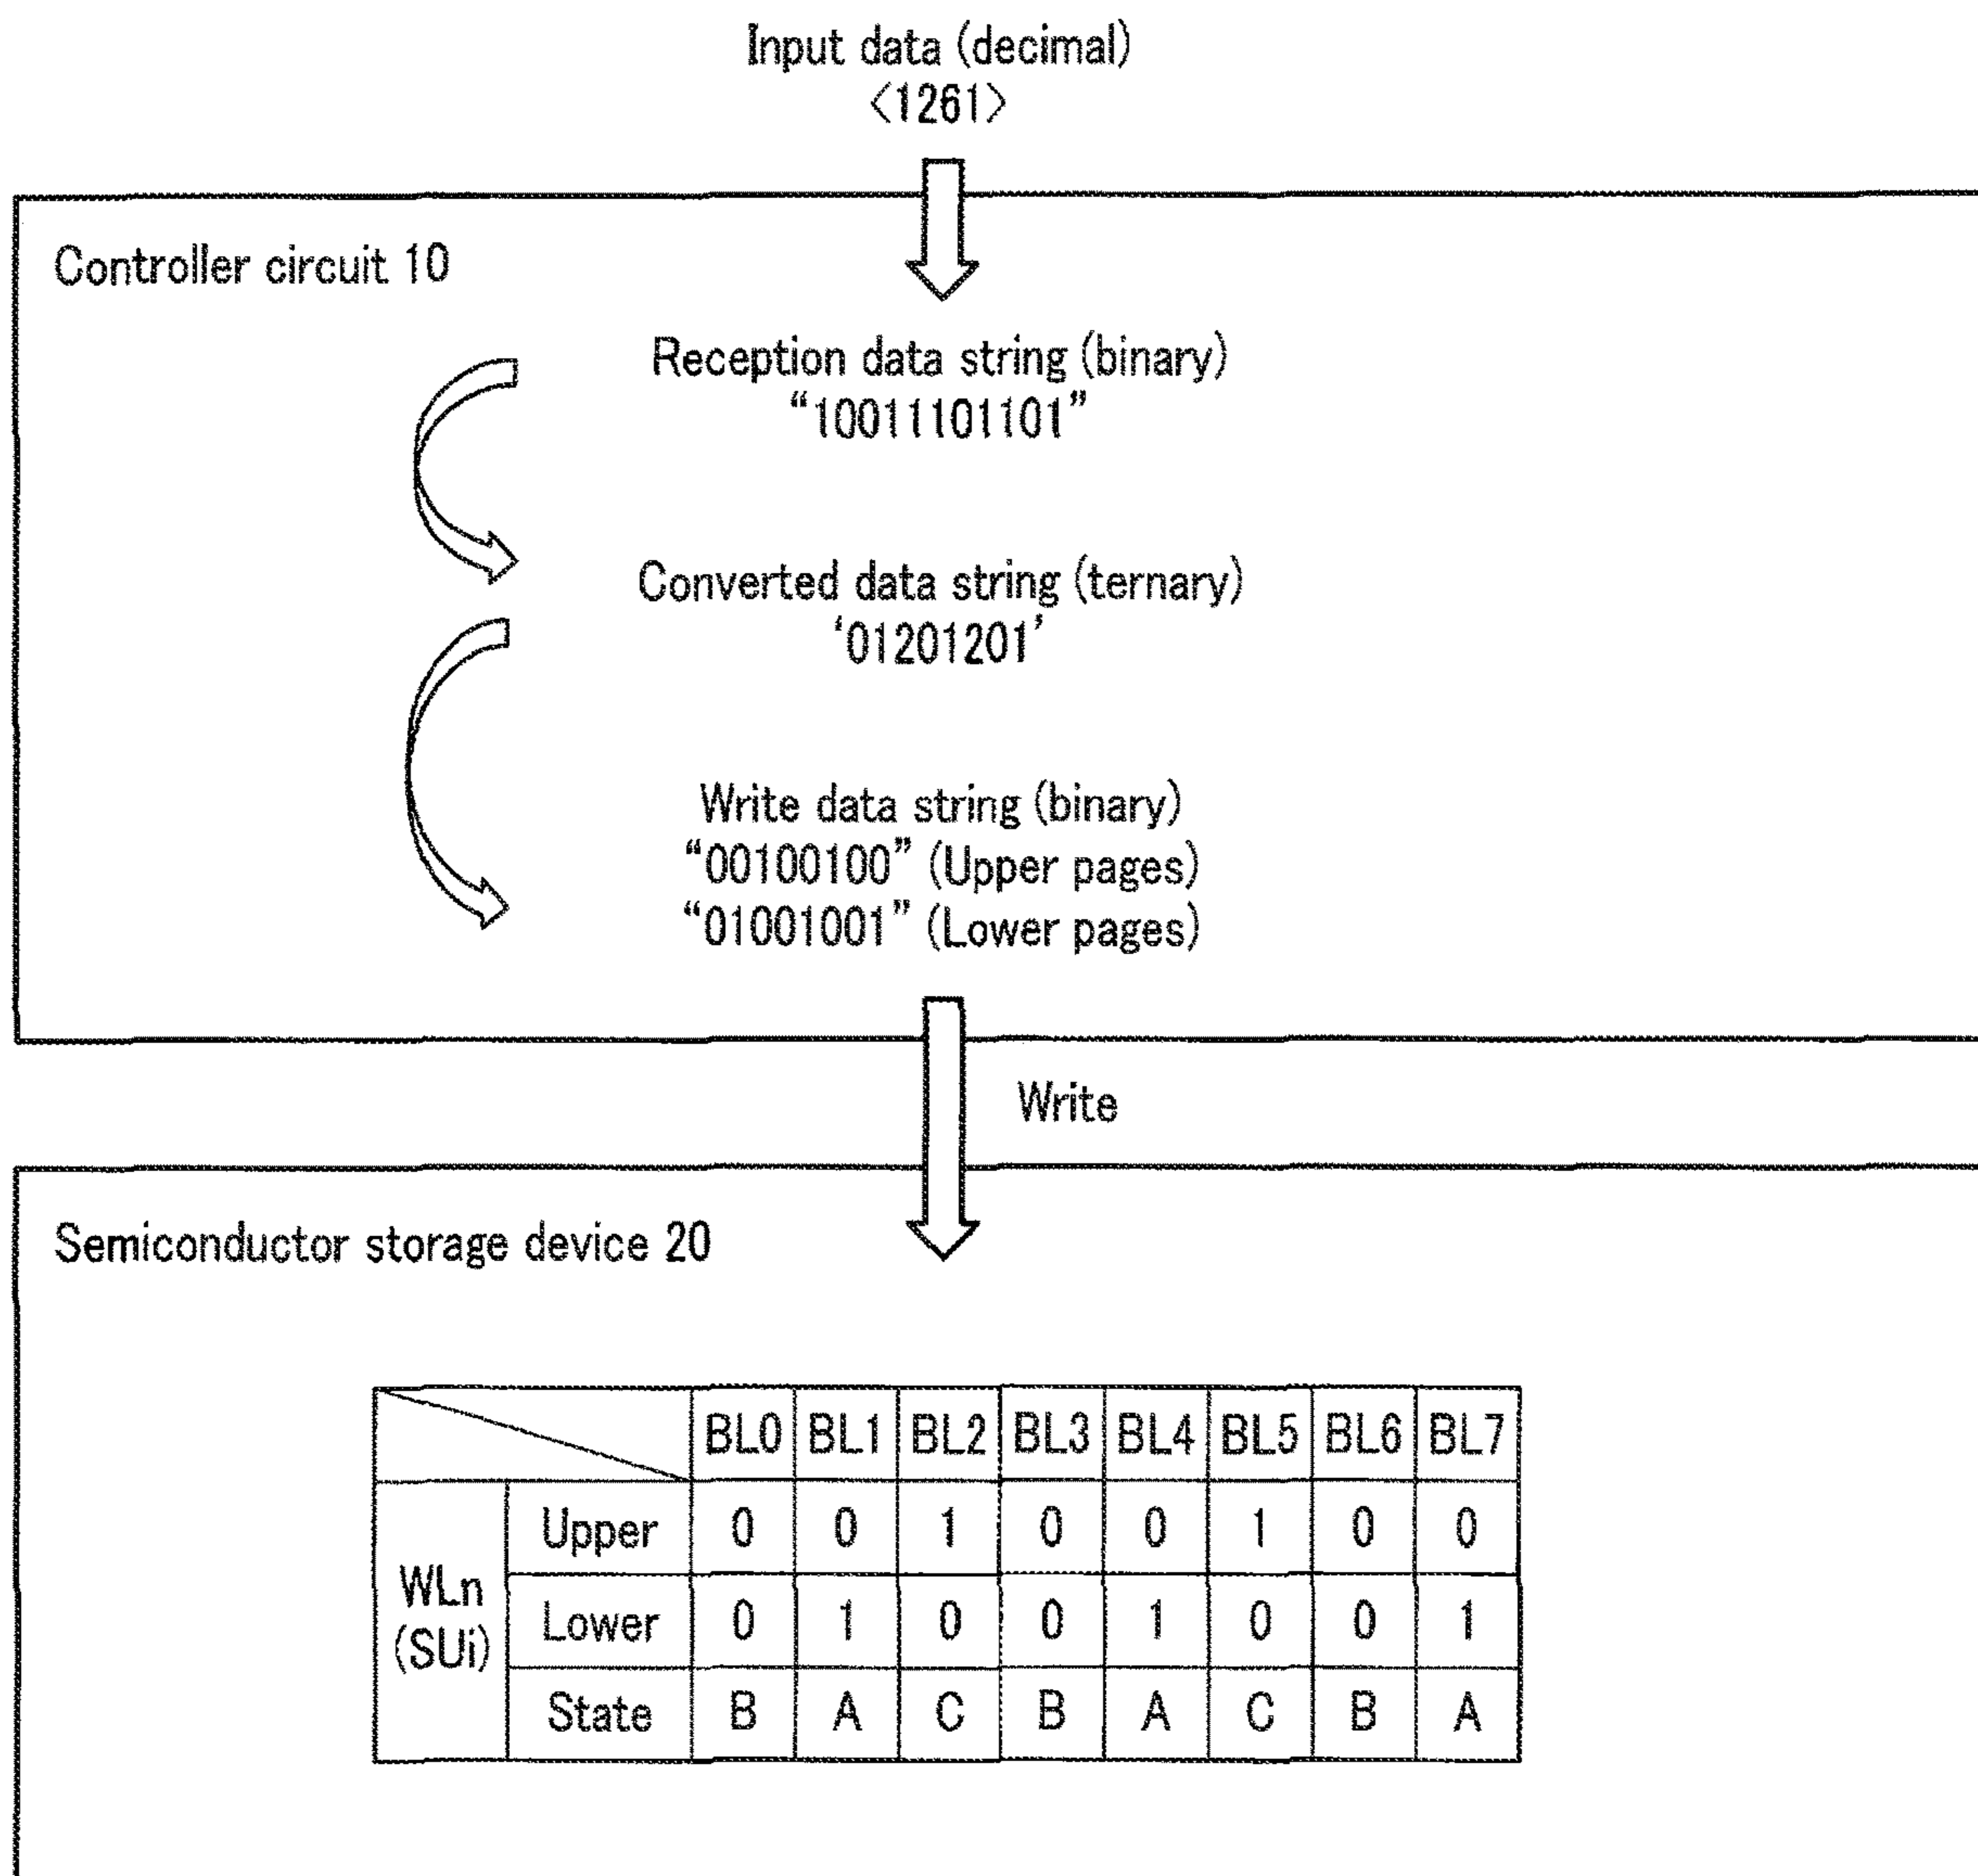 Input data (decimal)
<1261>
Controller circuit 10
Reception data string (binary)
“10011101101”
Converted data string (ternary)
‘01201201’
Write data string (binary)
“00100100” (Upper pages)
“01001001” (Lower pages)
Write
Semiconductor storage device 20
BL0 BL1 BL2 BL3 BL4 BL5 BL6 BL7
WLn
(SUi)
Upper 0 0 1 0 0 1 0 0
Lower 0 1 0 0 1 0 0 1
State B A C B A C B A